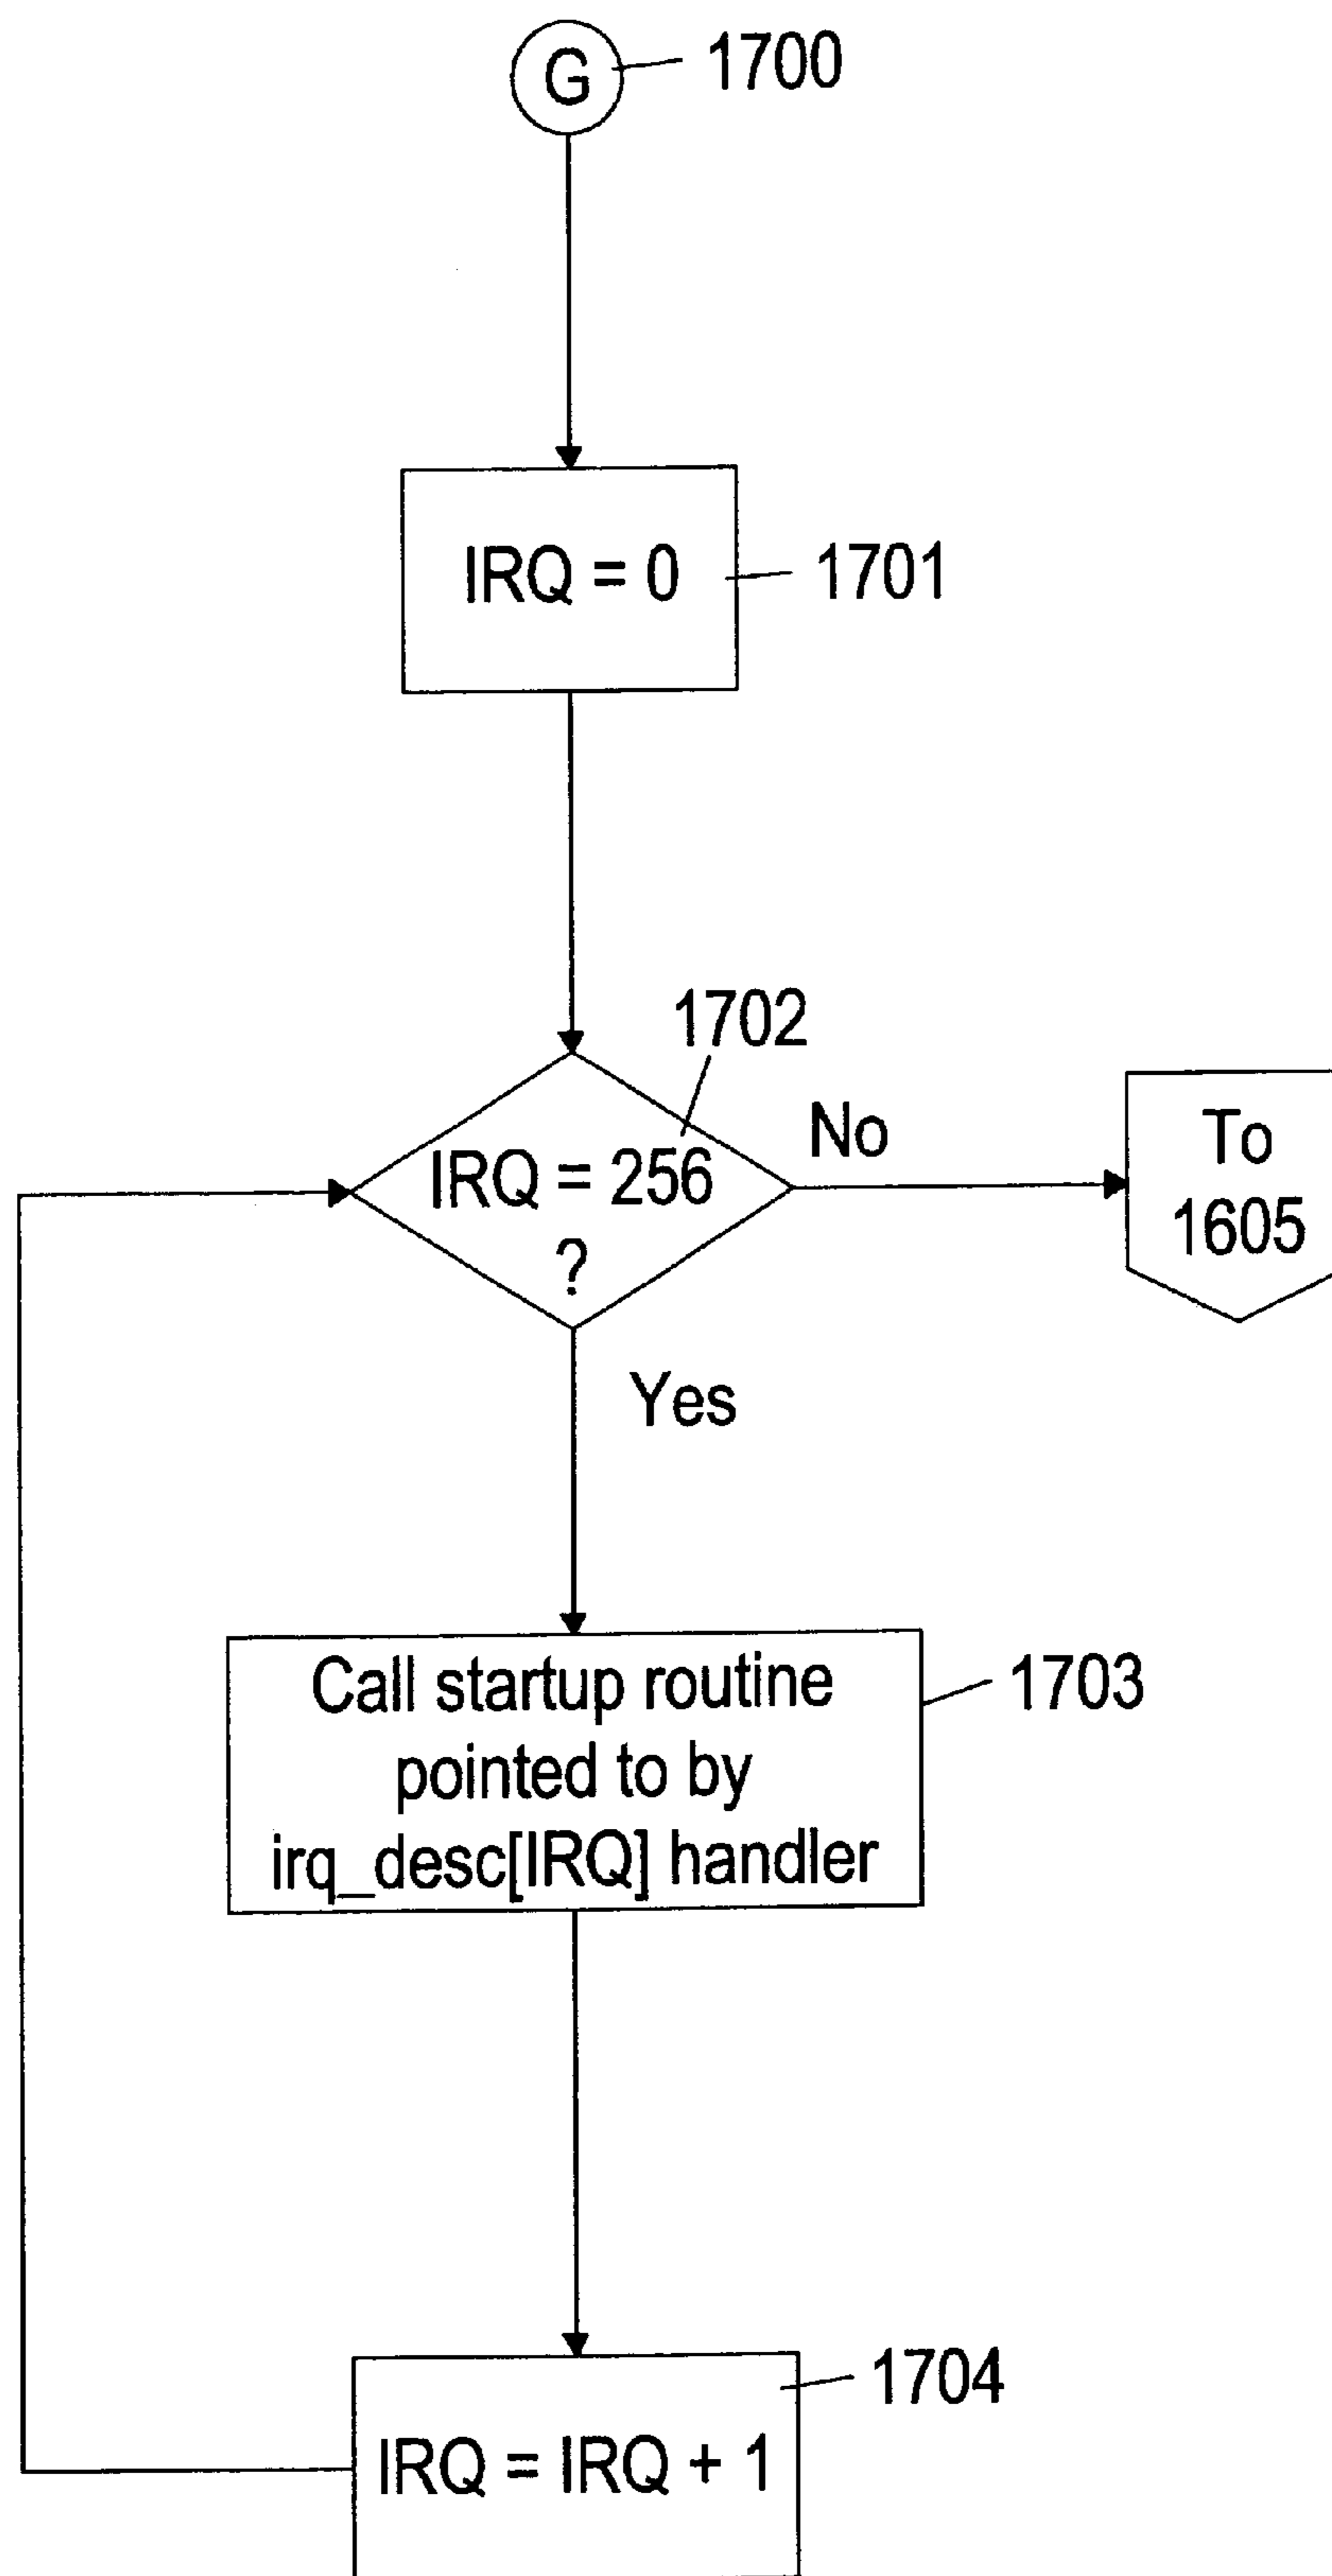 G
1700
IRQ = 0
1701
1702
IRQ = 256
?
No
To
1605
Yes
Call startup routine
pointed to by
irq_desc[IRQ] handler
1703
1704
IRQ = IRQ + 1